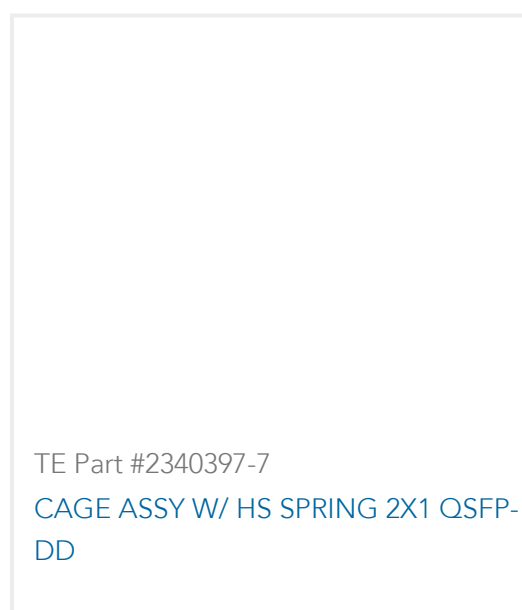 TE Part #2340397-7
CAGE ASSY W/ HS SPRING 2X1 QSFP-
DD